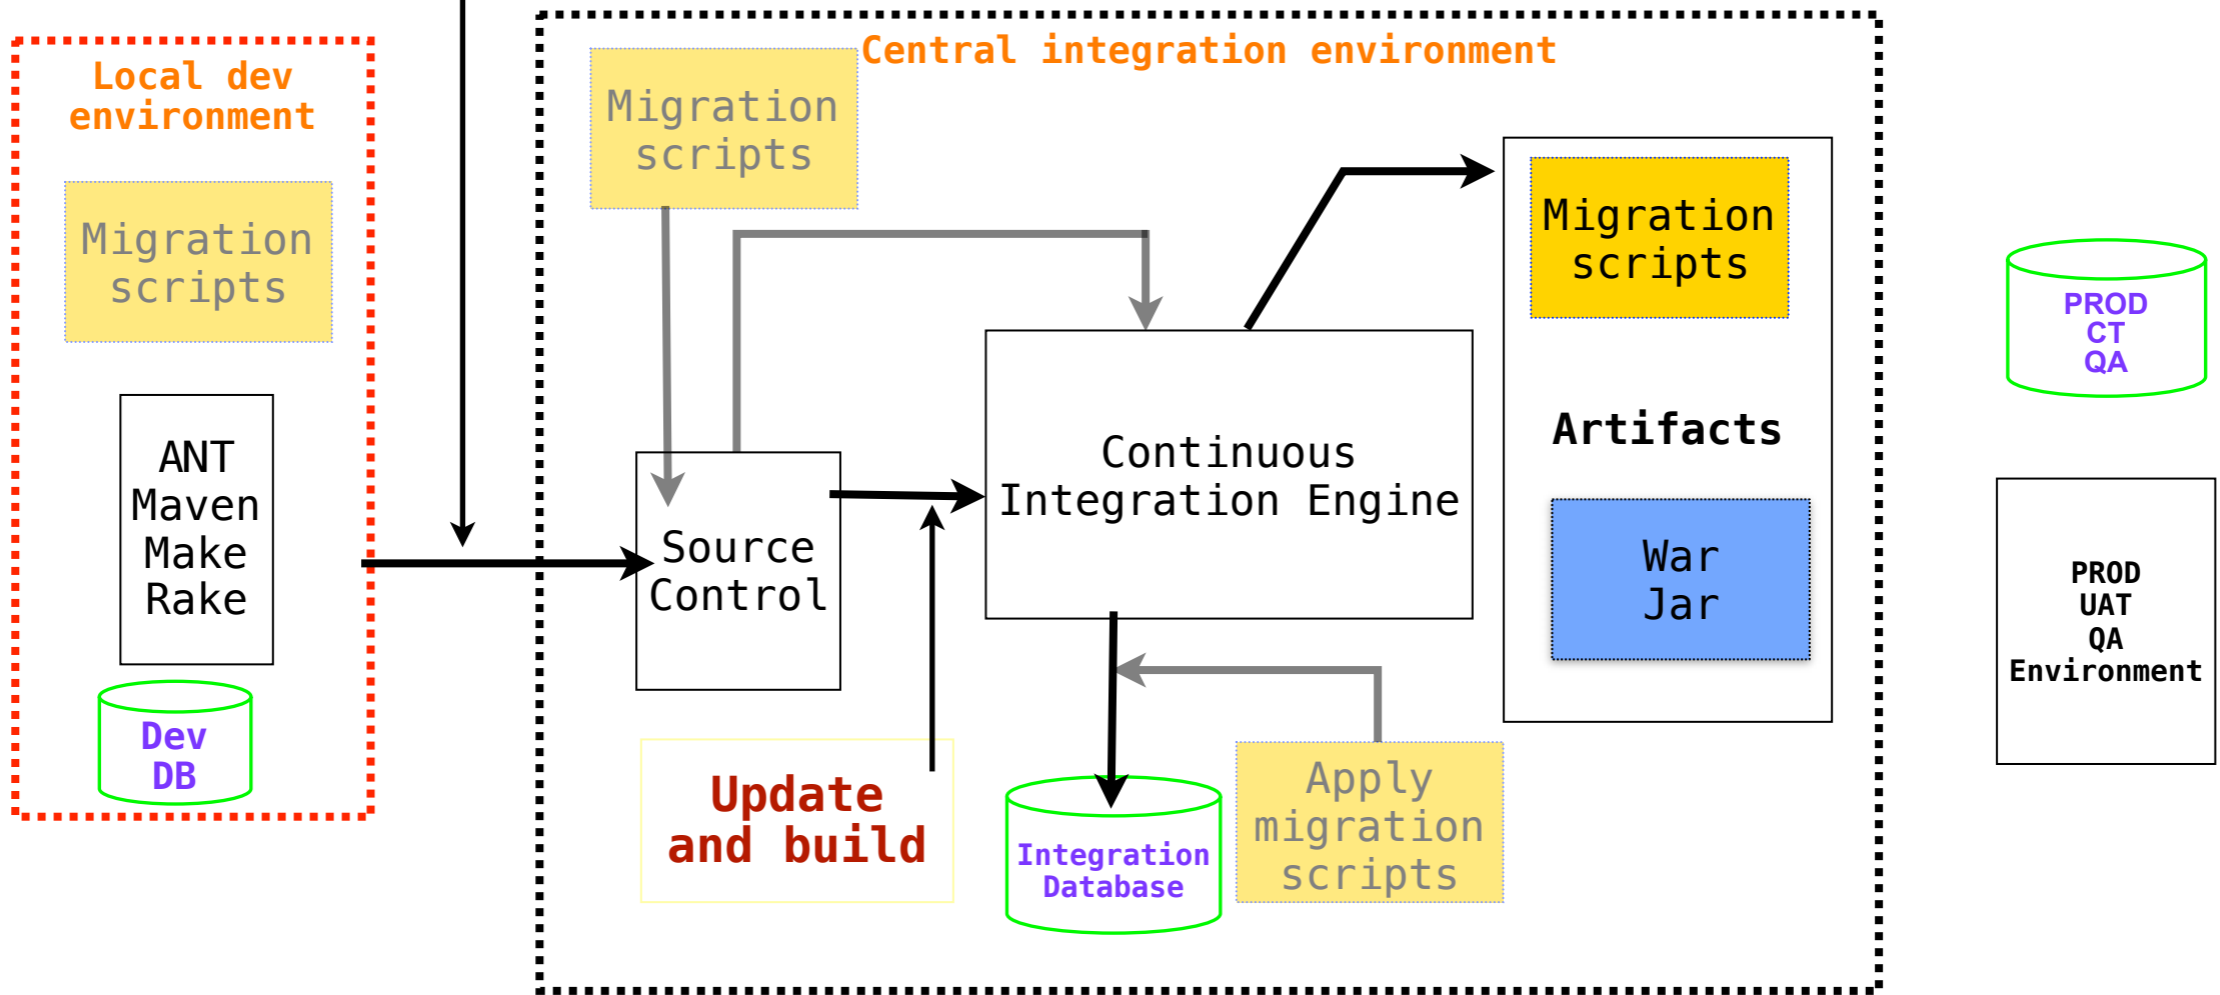 Local dev
environment
Migration
scripts
ANT
Maven
Make
Rake
Dev
DB
Central integration environment
Migration
scripts
Source
Control
Update
and build
Continuous
Integration Engine
Integration
Database
Apply
migration
scripts
Migration
scripts
Artifacts
War
Jar
PROD
CT
QA
PROD
UAT
QA
Environment